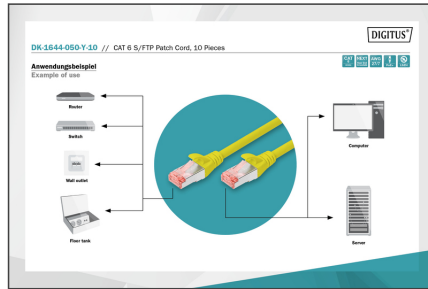 DIGITUS®
DK-1644-050-Y-10 // CAT 6 S/FTP Patch Cord, 10 Pieces
Anwendungsbeispiel
Example of use
Router
Switch
Wall outlet
Floor tank
Computer
Server